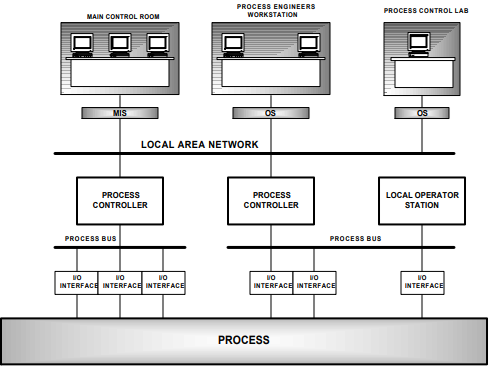 MAIN CONTROL ROOM
PROCESS ENGINEERS
WORKSTATION
PROCESS CONTROL LAB
MIS
OS
OS
LOCAL AREA NETWORK
PROCESS
CONTROLLER
PROCESS
CONTROLLER
LOCAL OPERATOR
STATION
PROCESS BUS
PROCESS BUS
I/O
INTERFACE
I/O
INTERFACE
I/O
INTERFACE
I/O
INTERFACE
I/O
INTERFACE
I/O
INTERFACE
PROCESS